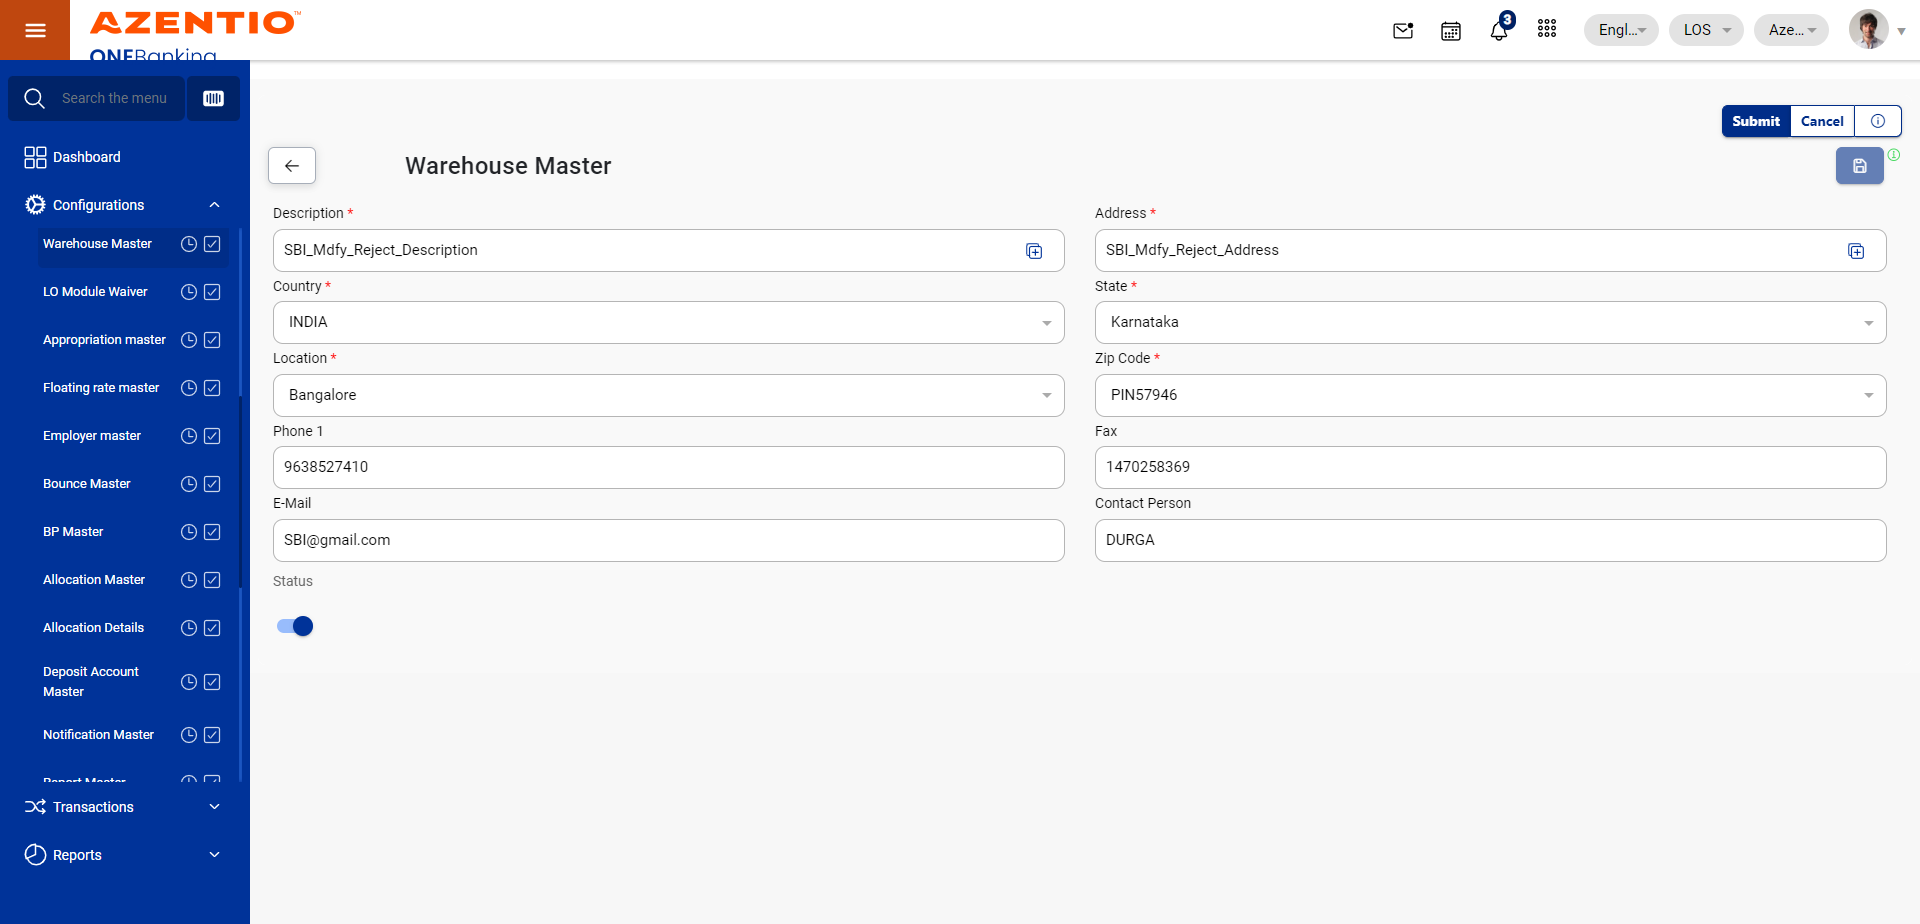 AZENTIO™
ONEBanking
3
Engl...
LOS
Aze...
Search the menu
Dashboard
Configurations
Warehouse Master
LO Module Waiver
Appropriation master
Floating rate master
Employer master
Bounce Master
BP Master
Allocation Master
Allocation Details
Deposit Account
Master
Notification Master
Report Master
Transactions
Reports
Submit
Cancel
Warehouse Master
Description *
SBI_Mdfy_Reject_Description
Address *
SBI_Mdfy_Reject_Address
Country *
INDIA
State *
Karnataka
Location *
Bangalore
Zip Code *
PIN57946
Phone 1
9638527410
Fax
1470258369
E-Mail
SBI@gmail.com
Contact Person
DURGA
Status